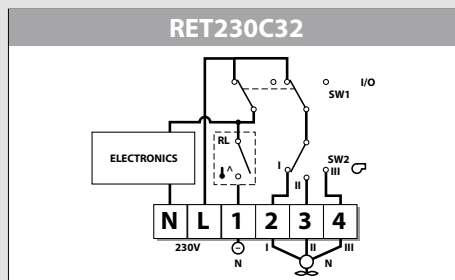 RET230C32
I/O
SW1
RL
ELECTRONICS
^
I
II
SW2
III
N L 1 2 3 4
230V
I II III
N N